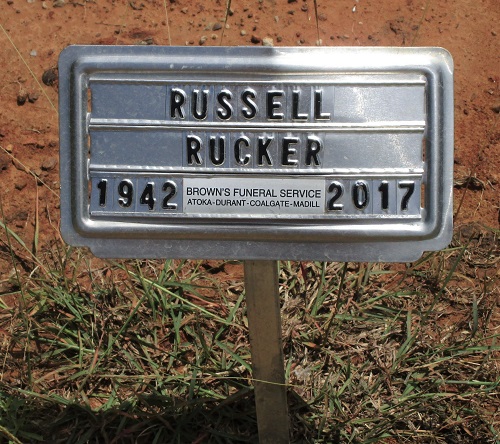 RUSSELL
RUCKER
1942 BROWN'S FUNERAL SERVICE 2017
ATOKA-DURANT-COALGATE-MADILL